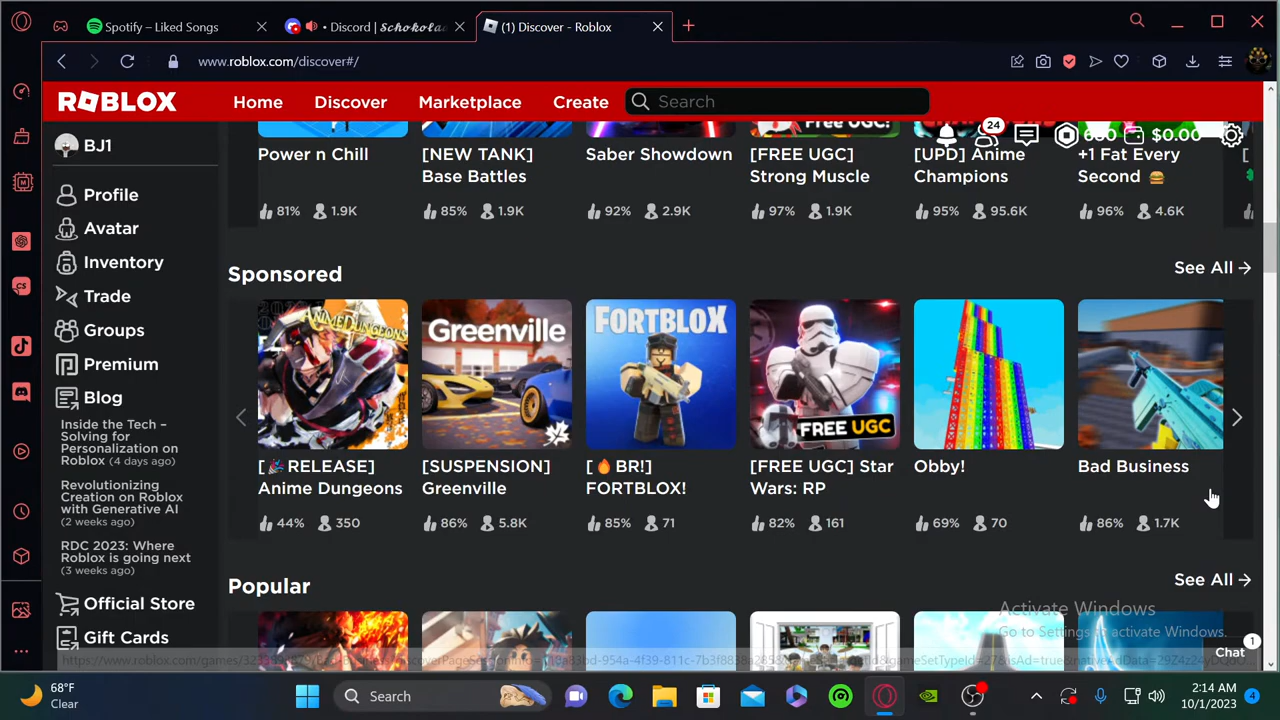 Spotify – Liked Songs
Discord | 𝓢𝓬𝓱𝓸𝓴𝓸𝓵𝓪
(1) Discover - Roblox
www.roblox.com/discover#/
ROBLOX
Home
Discover
Marketplace
Create
Search
24
$0.00
BJ1
Profile
Avatar
Inventory
Trade
Groups
Premium
Blog
Inside the Tech –
Solving for
Personalization on
Roblox (4 days ago)
Revolutionizing
Creation on Roblox
with Generative AI
(2 weeks ago)
RDC 2023: Where
Roblox is going next
(3 weeks ago)
Official Store
Gift Cards
Power n Chill
81% 1.9K
[NEW TANK]
Base Battles
85% 1.9K
Saber Showdown
92% 2.9K
[FREE UGC]
Strong Muscle
97% 1.9K
[UPD] Anime
Champions
95% 95.6K
+1 Fat Every
Second 🍔
96% 4.6K
Sponsored
See All →
ANIME DUNGEONS
Greenville
FORTBLOX
FREE UGC
[🎉RELEASE]
Anime Dungeons
44% 350
[SUSPENSION]
Greenville
86% 5.8K
[🔥BR!]
FORTBLOX!
85% 71
[FREE UGC] Star
Wars: RP
82% 161
Obby!
69% 70
Bad Business
86% 1.7K
Popular
See All →
Activate Windows
Go to Settings to activate Windows.
Chat
1
68°F
Clear
Search
2:14 AM
10/1/2023
4